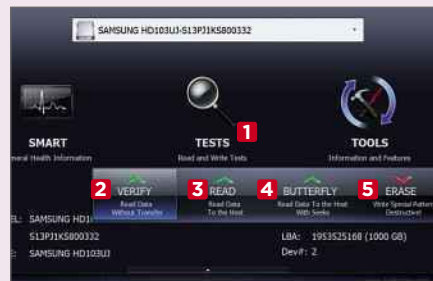 SAMSUNG HD103UJ-S13PJ1KS800332
1
SMART
TESTS
TOOLS
neral Health Information
Read and Write Tests
Information and Features
2 VERIFY
Read Data
Without Transfer
3 READ
Read Data
To the Host
4 BUTTERFLY
Read Data To the Host
With Seeks
5 ERASE
Write Special Pattern
Destructive!
EL: SAMSUNG HD1
S13PJ1KS800332
LBA: 1953525168 (1000 GB)
E: SAMSUNG HD103UJ
Dev#: 2